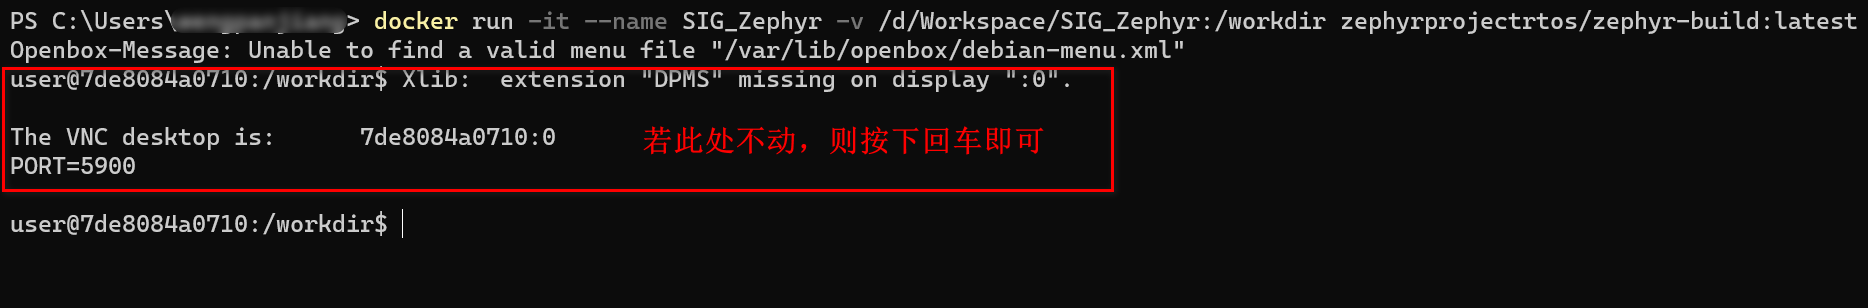 PS C:\Users\> docker run -it --name SIG_Zephyr -v /d/Workspace/SIG_Zephyr:/workdir zephyrprojectrtos/zephyr-build:latest
Openbox-Message: Unable to find a valid menu file "/var/lib/openbox/debian-menu.xml"
user@7de8084a0710:/workdir$ Xlib:  extension "DPMS" missing on display ":0".
The VNC desktop is:      7de8084a0710:0
若此处不动，则按下回车即可
PORT=5900
user@7de8084a0710:/workdir$